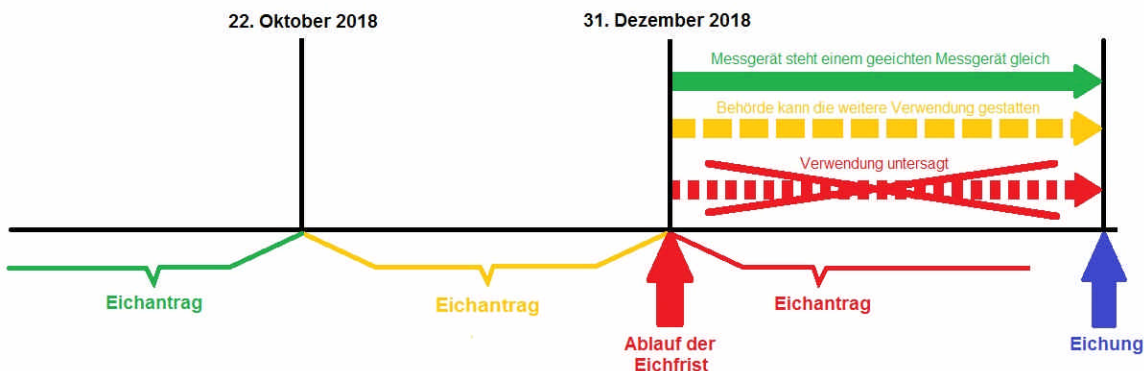 22. Oktober 2018
31. Dezember 2018
Messgerät steht einem geeichten Messgerät gleich
Behörde kann die weitere Verwendung gestatten
Verwendung untersagt
Eichantrag
Eichantrag
Eichantrag
Ablauf der
Eichfrist
Eichung